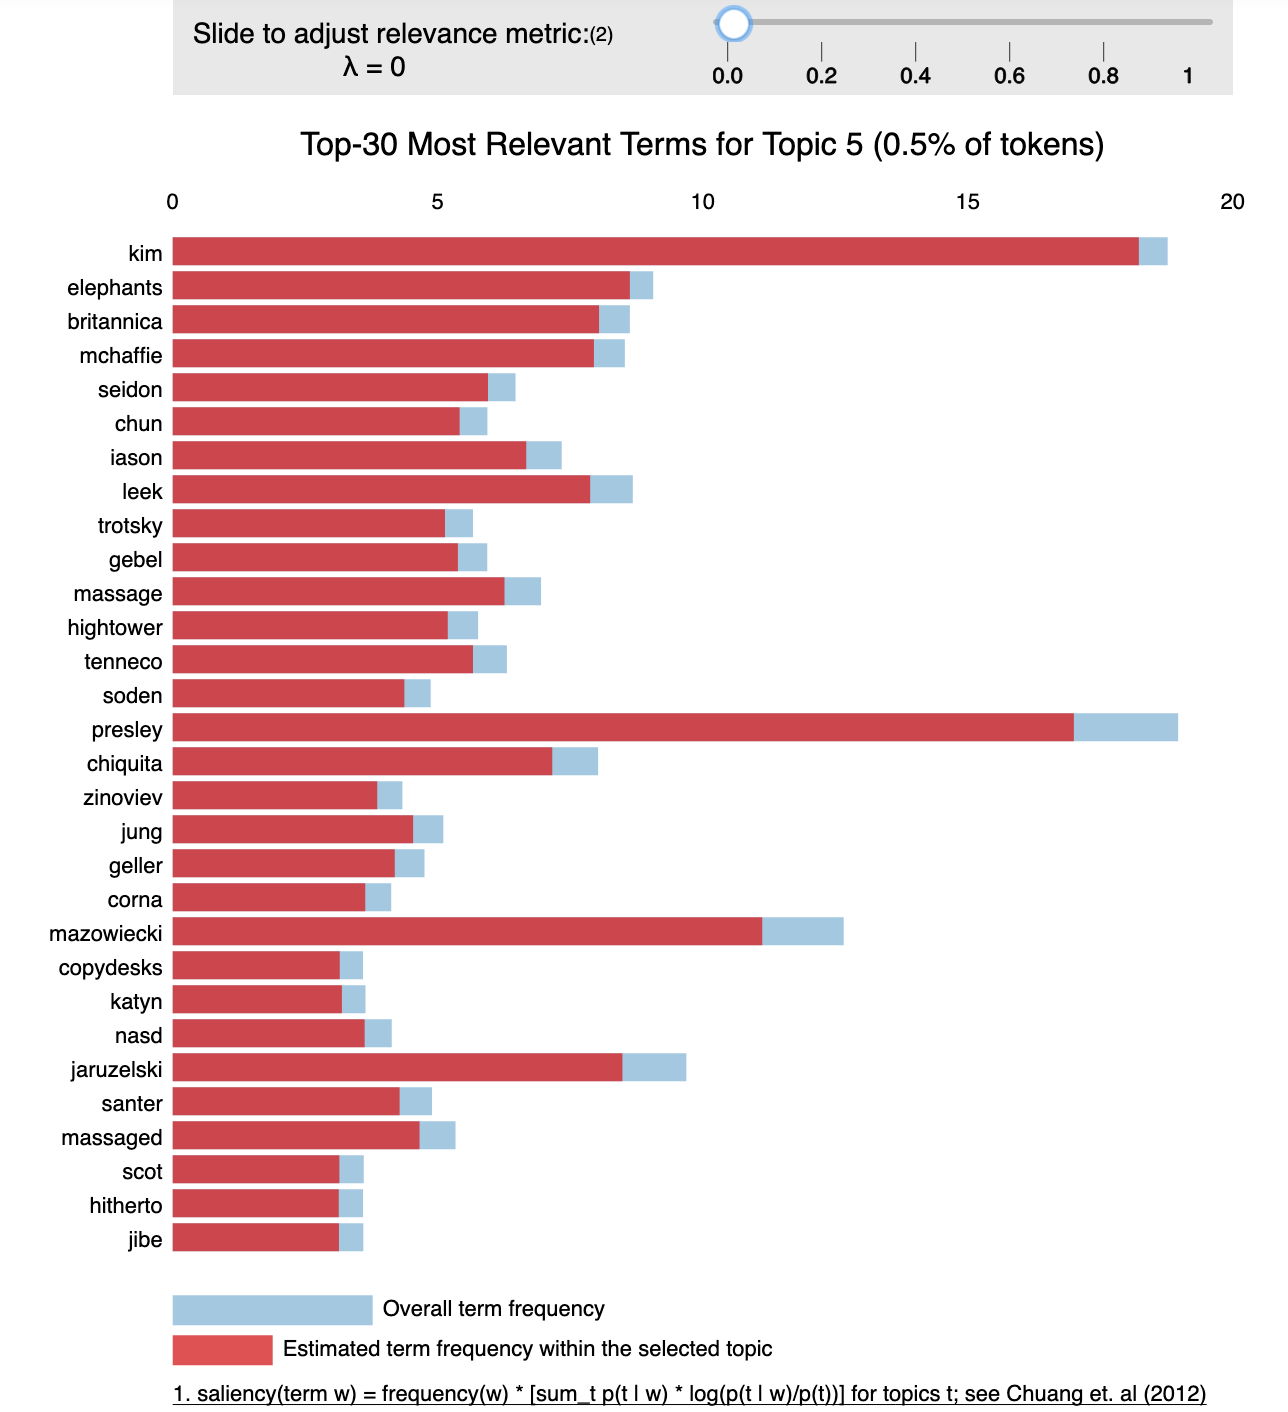 Slide to adjust relevance metric:(2)
λ = 0
0.0 0.2 0.4 0.6 0.8 1
Top-30 Most Relevant Terms for Topic 5 (0.5% of tokens)
0 5 10 15 20
kim
elephants
britannica
mchaffie
seidon
chun
iason
leek
trotsky
gebel
massage
hightower
tenneco
soden
presley
chiquita
zinoviev
jung
geller
corna
mazowiecki
copydesks
katyn
nasd
jaruzelski
santer
massaged
scot
hitherto
jibe
Overall term frequency
Estimated term frequency within the selected topic
1. saliency(term w) = frequency(w) * [sum_t p(t | w) * log(p(t | w)/p(t))] for topics t; see Chuang et. al (2012)